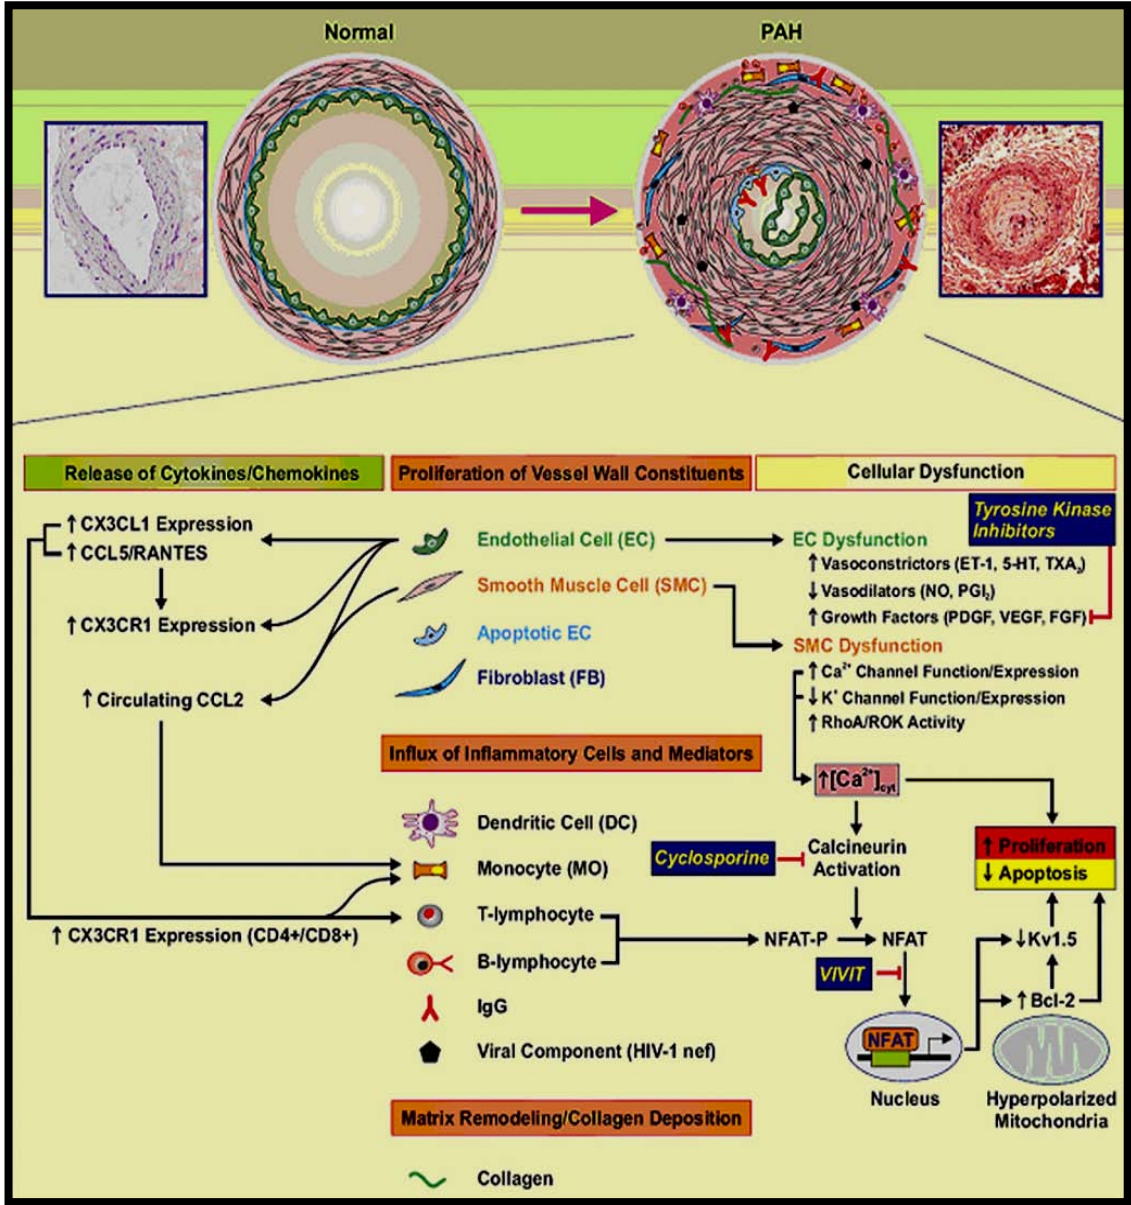 Normal
PAH
Release of Cytokines/Chemokines
↑ CX3CL1 Expression
↑ CCL5/RANTES
↑ CX3CR1 Expression
↑ Circulating CCL2
↑ CX3CR1 Expression (CD4+/CD8+)
Proliferation of Vessel Wall Constituents
Endothelial Cell (EC)
Smooth Muscle Cell (SMC)
Apoptotic EC
Fibroblast (FB)
Influx of Inflammatory Cells and Mediators
Dendritic Cell (DC)
Monocyte (MO)
T-lymphocyte
B-lymphocyte
IgG
Viral Component (HIV-1 nef)
Matrix Remodeling/Collagen Deposition
Collagen
Cellular Dysfunction
Tyrosine Kinase
Inhibitors
EC Dysfunction
↑ Vasoconstrictors (ET-1, 5-HT, TXA₂)
↓ Vasodilators (NO, PGI₂)
↑ Growth Factors (PDGF, VEGF, FGF)
SMC Dysfunction
↑ Ca²⁺ Channel Function/Expression
↓ K⁺ Channel Function/Expression
↑ RhoA/ROK Activity
↑[Ca²⁺]cyt
Cyclosporine
Calcineurin
Activation
↑ Proliferation
↓ Apoptosis
NFAT-P
NFAT
↓Kv1.5
VIVIT
↑ Bcl-2
NFAT
Nucleus
Hyperpolarized
Mitochondria